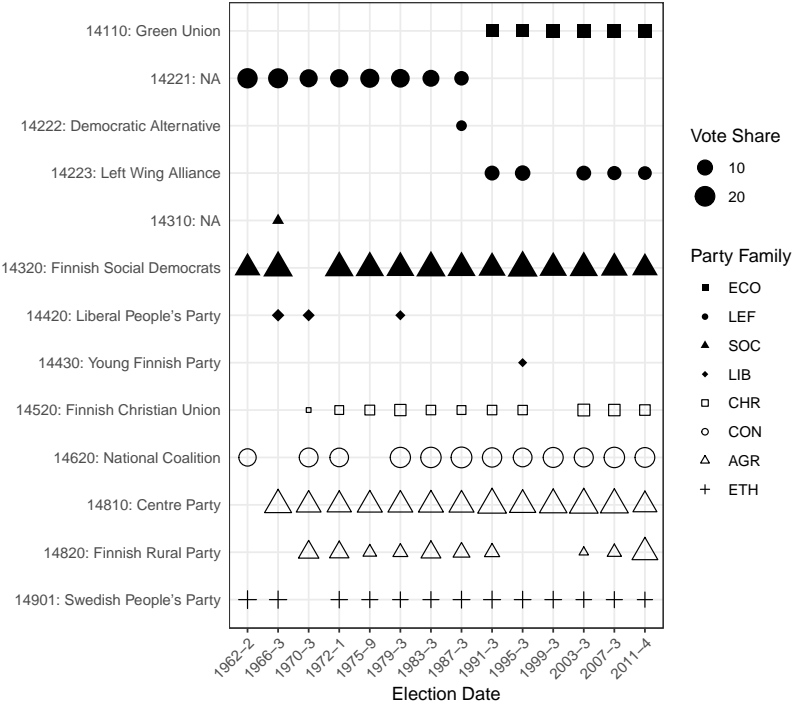 14110: Green Union
14221: NA
14222: Democratic Alternative
14223: Left Wing Alliance
14310: NA
14320: Finnish Social Democrats
14420: Liberal People's Party
14430: Young Finnish Party
14520: Finnish Christian Union
14620: National Coalition
14810: Centre Party
14820: Finnish Rural Party
14901: Swedish People's Party
1962−2
1966−3
1970−3
1972−1
1975−9
1979−3
1983−3
1987−3
1991−3
1995−3
1999−3
2003−3
2007−3
2011−4
Election Date
Vote Share
10
20
Party Family
ECO
LEF
SOC
LIB
CHR
CON
AGR
ETH